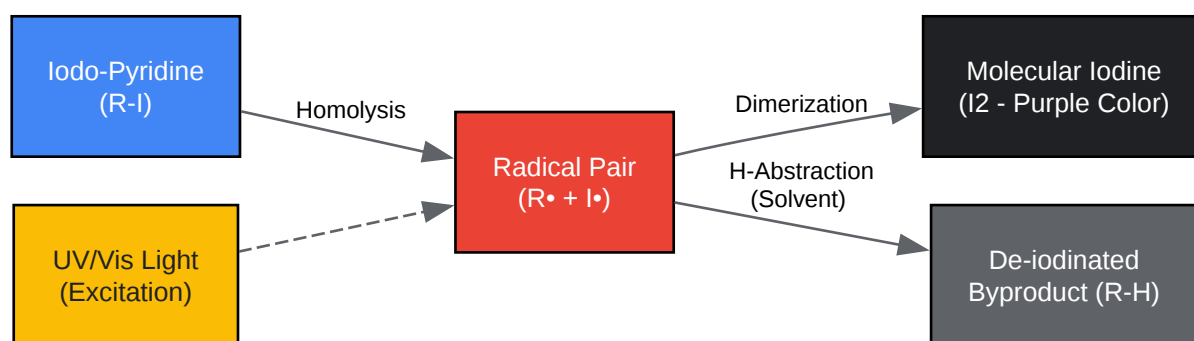 Iodo-Pyridine
(R-I)
Homolysis
UV/Vis Light
(Excitation)
Radical Pair
(R• + I•)
Dimerization
H-Abstraction
(Solvent)
Molecular Iodine
(I2 - Purple Color)
De-iodinated
Byproduct (R-H)